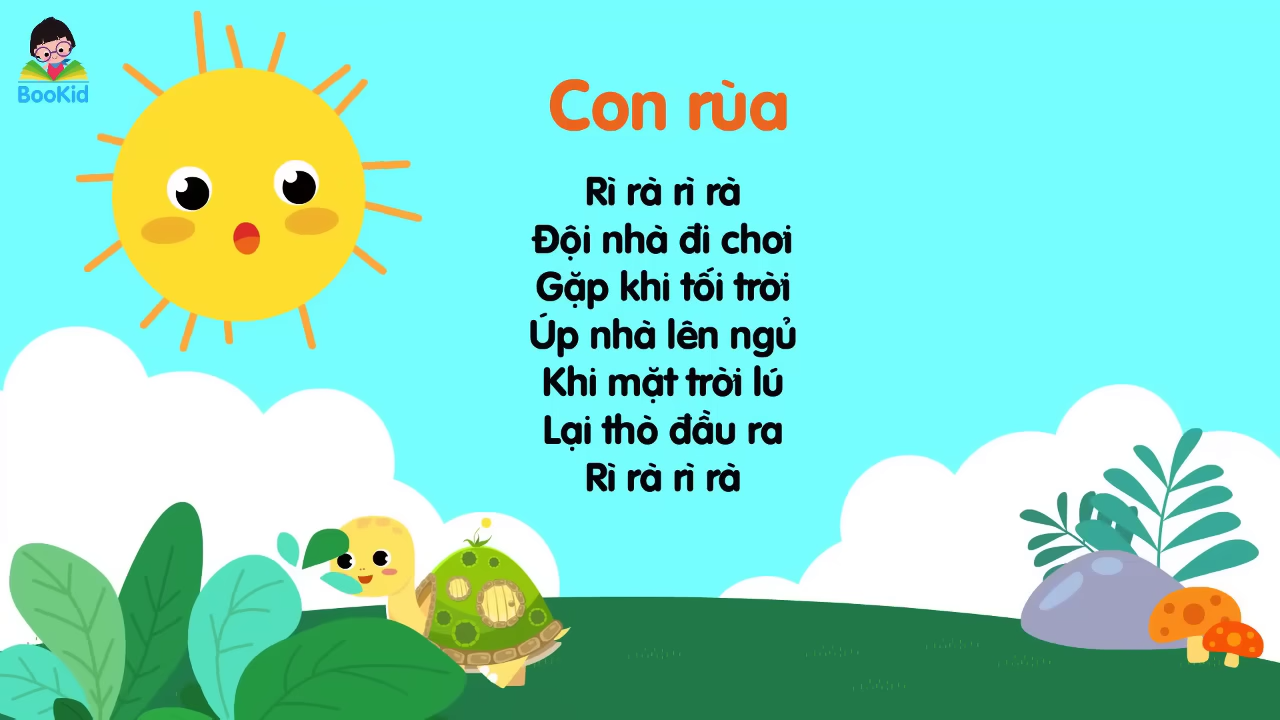 BooKid
Con rùa
Rì rà rì rà
Đội nhà đi chơi
Gặp khi tối trời
Úp nhà lên ngủ
Khi mặt trời lú
Lại thò đầu ra
Rì rà rì rà